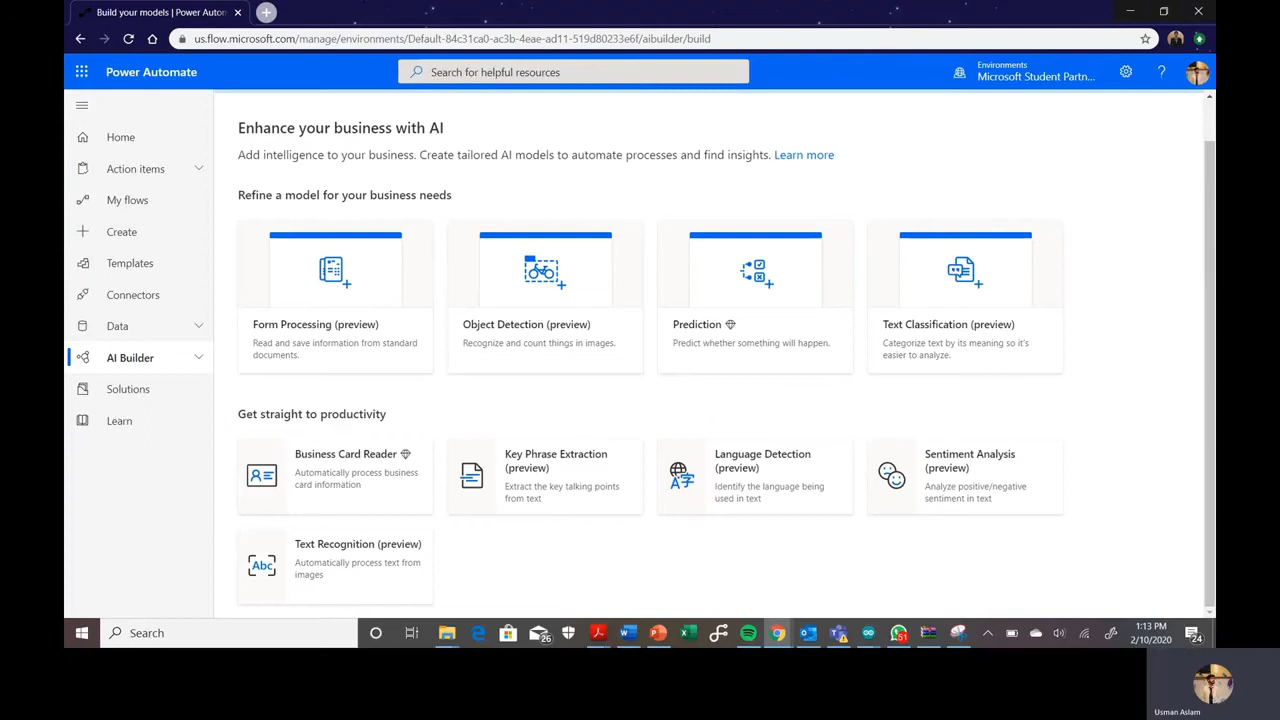 Build your models | Power Autom
us.flow.microsoft.com/manage/environments/Default-84c31ca0-ac3b-4eae-ad11-519d80233e6f/aibuilder/build
Power Automate
Search for helpful resources
Environments
Microsoft Student Partn...
Home
Action items
My flows
Create
Templates
Connectors
Data
AI Builder
Solutions
Learn
Enhance your business with AI
Add intelligence to your business. Create tailored AI models to automate processes and find insights. Learn more
Refine a model for your business needs
Form Processing (preview)
Read and save information from standard
documents.
Object Detection (preview)
Recognize and count things in images.
Prediction
Predict whether something will happen.
Text Classification (preview)
Categorize text by its meaning so it's
easier to analyze.
Get straight to productivity
Business Card Reader
Automatically process business
card information
Key Phrase Extraction
(preview)
Extract the key talking points
from text
Language Detection
(preview)
Identify the language being
used in text
A字
Sentiment Analysis
(preview)
Analyze positive/negative
sentiment in text
Abc
Text Recognition (preview)
Automatically process text from
images
Search
26
51
1:13 PM
2/10/2020
24
Usman Aslam